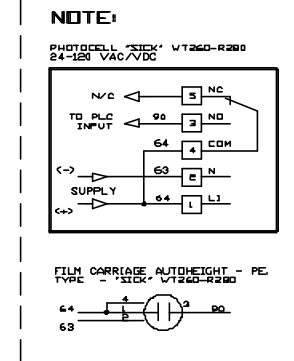 NOTE:
PHOTOCELL "SICK" WT260-R280
24-120 VAC/VDC
N/C 5 NC
TO PLC INPUT 90 3 NO
64 4 COM
(-) 63 2 N
SUPPLY
(+) 64 1 L1
FILM CARRIAGE AUTOHEIGHT - PE.
TYPE - "SICK" WT260-R280
4 3
64 1 90
63 2